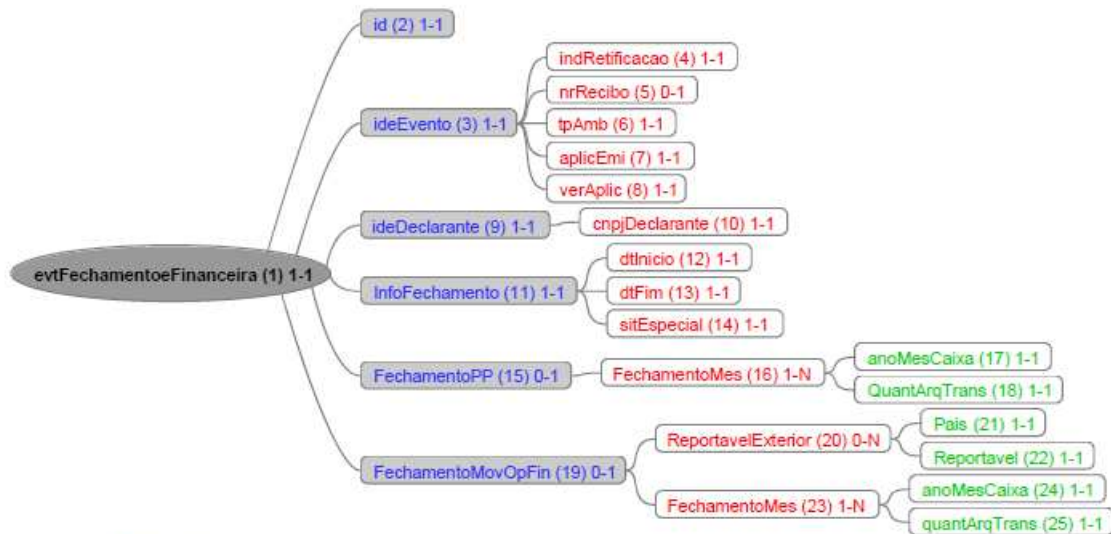 evtFechamentoeFinanceira (1) 1-1
id (2) 1-1
ideEvento (3) 1-1
indRetificacao (4) 1-1
nrRecibo (5) 0-1
tpAmb (6) 1-1
aplicEmi (7) 1-1
verAplic (8) 1-1
ideDeclarante (9) 1-1
cnpjDeclarante (10) 1-1
InfoFechamento (11) 1-1
dtInicio (12) 1-1
dtFim (13) 1-1
sitEspecial (14) 1-1
FechamentoPP (15) 0-1
FechamentoMes (16) 1-N
anoMesCaixa (17) 1-1
QuantArqTrans (18) 1-1
FechamentoMovOpFin (19) 0-1
ReportavelExterior (20) 0-N
Pais (21) 1-1
Reportavel (22) 1-1
FechamentoMes (23) 1-N
anoMesCaixa (24) 1-1
quantArqTrans (25) 1-1